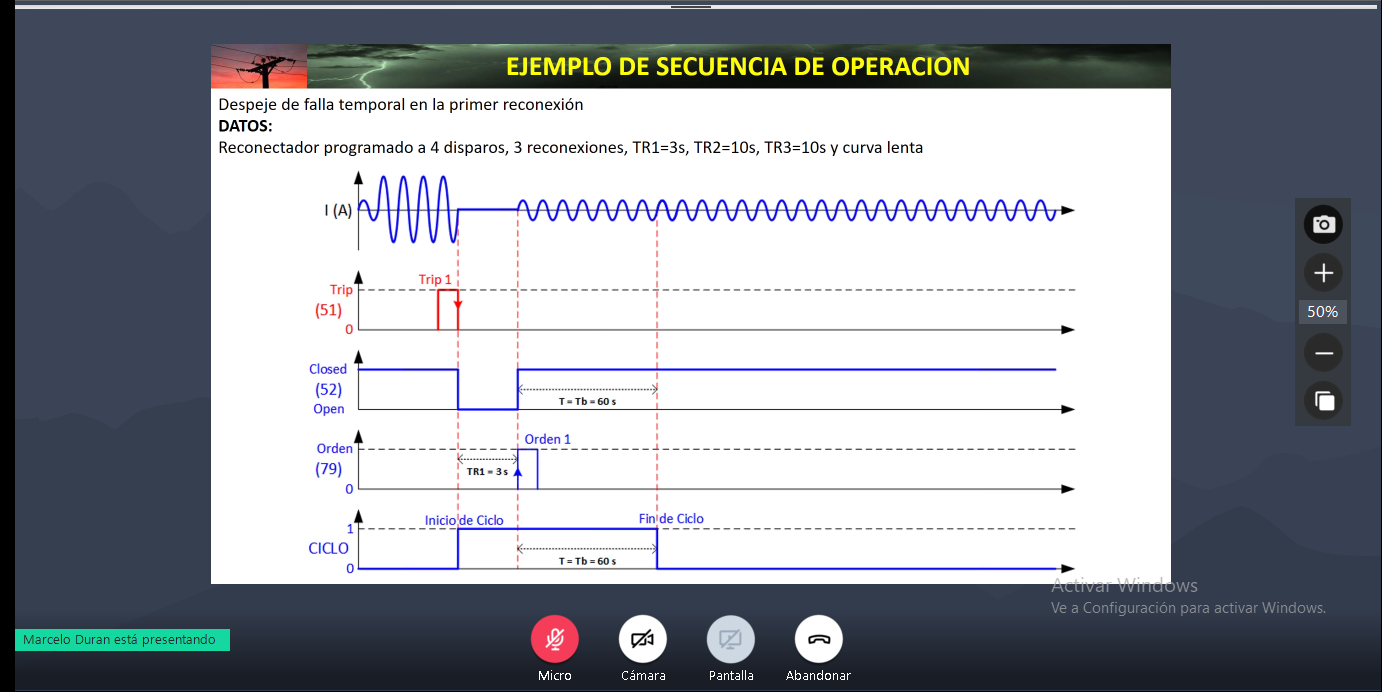 EJEMPLO DE SECUENCIA DE OPERACION
Despeje de falla temporal en la primer reconexión
DATOS:
Reconectador programado a 4 disparos, 3 reconexiones, TR1=3s, TR2=10s, TR3=10s y curva lenta
I (A)
Trip 1
Trip
(51)
0
Closed
(52)
T = Tb = 60 s
Open
Orden 1
Orden
(79)
TR1 = 3 s
0
Inicio de Ciclo Fin de Ciclo
1
CICLO
T = Tb = 60 s
0
50%
Activar Windows
Ve a Configuración para activar Windows.
Marcelo Duran está presentando
Micro Cámara Pantalla Abandonar